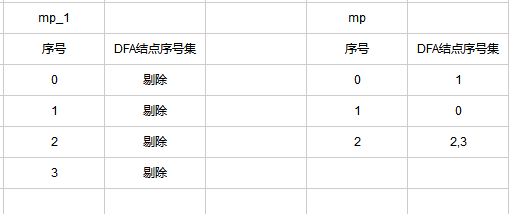 mp_1 mp
序号 DFA结点序号集 序号 DFA结点序号集
0 剔除 0 1
1 剔除 1 0
2 剔除 2 2,3
3 剔除